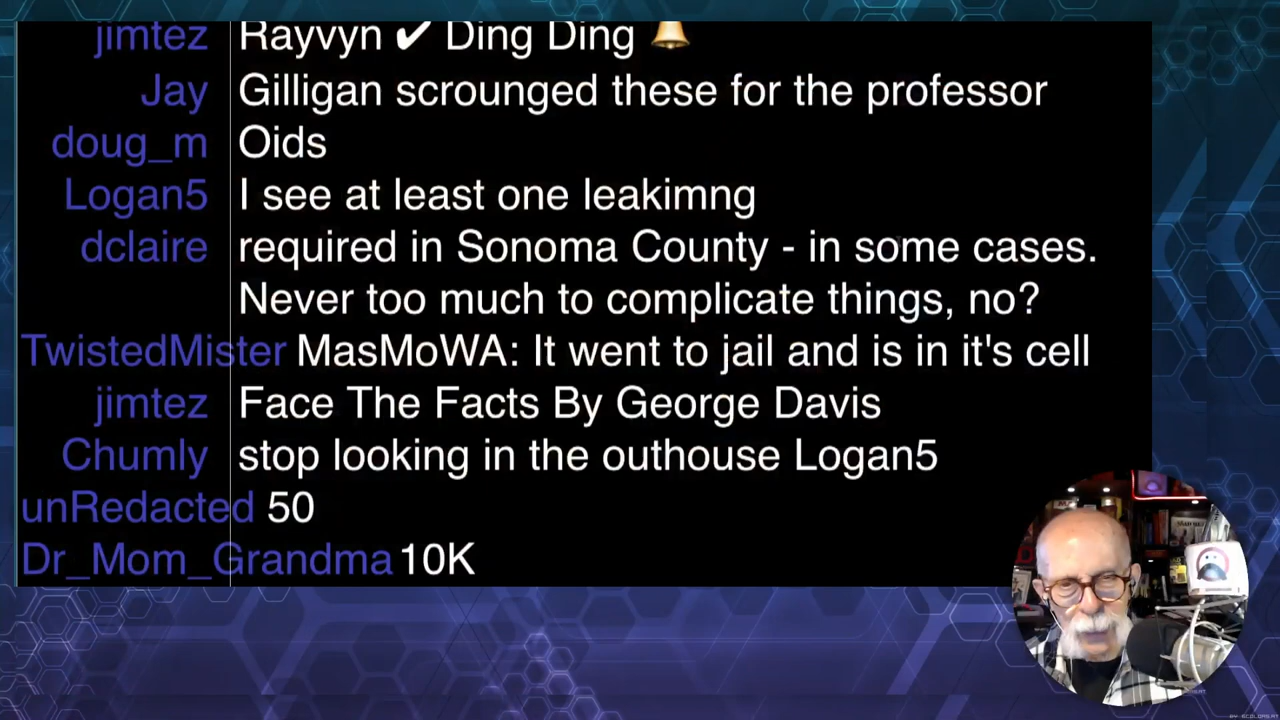 jimtez Rayvyn ✔ Ding Ding 🔔
Jay Gilligan scrounged these for the professor
doug_m Oids
Logan5 I see at least one leakimng
dclaire required in Sonoma County - in some cases.
Never too much to complicate things, no?
TwistedMister MasMoWA: It went to jail and is in it's cell
jimtez Face The Facts By George Davis
Chumly stop looking in the outhouse Logan5
unRedacted 50
Dr_Mom_Grandma 10K